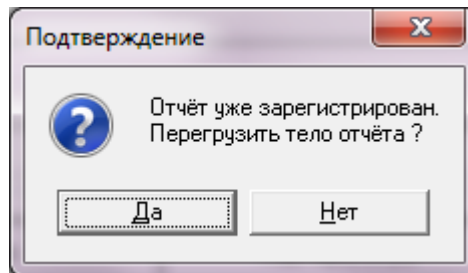 Подтверждение
Отчёт уже зарегистрирован.
Перегрузить тело отчёта ?
Да
Нет